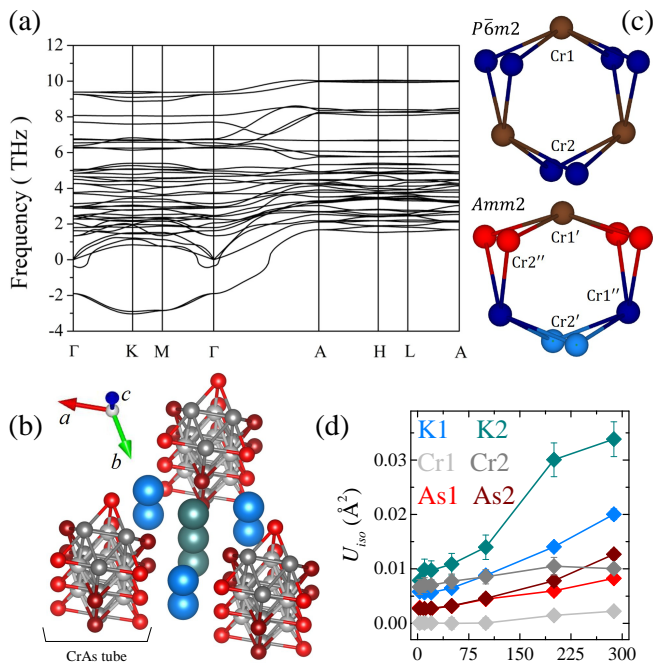 (a)
12
10
8
6
4
2
0
-2
-4
Frequency ( THz )
Γ K M Γ A H L A
(c)
P6̄m2
Cr1
Cr2
Amm2
Cr1′
Cr2″
Cr1″
Cr2′
(b)
a
c
b
CrAs tube
(d)
K1 K2
Cr1 Cr2
As1 As2
U_iso (Å²)
0.03
0.02
0.01
0.00
0 75 150 225 300